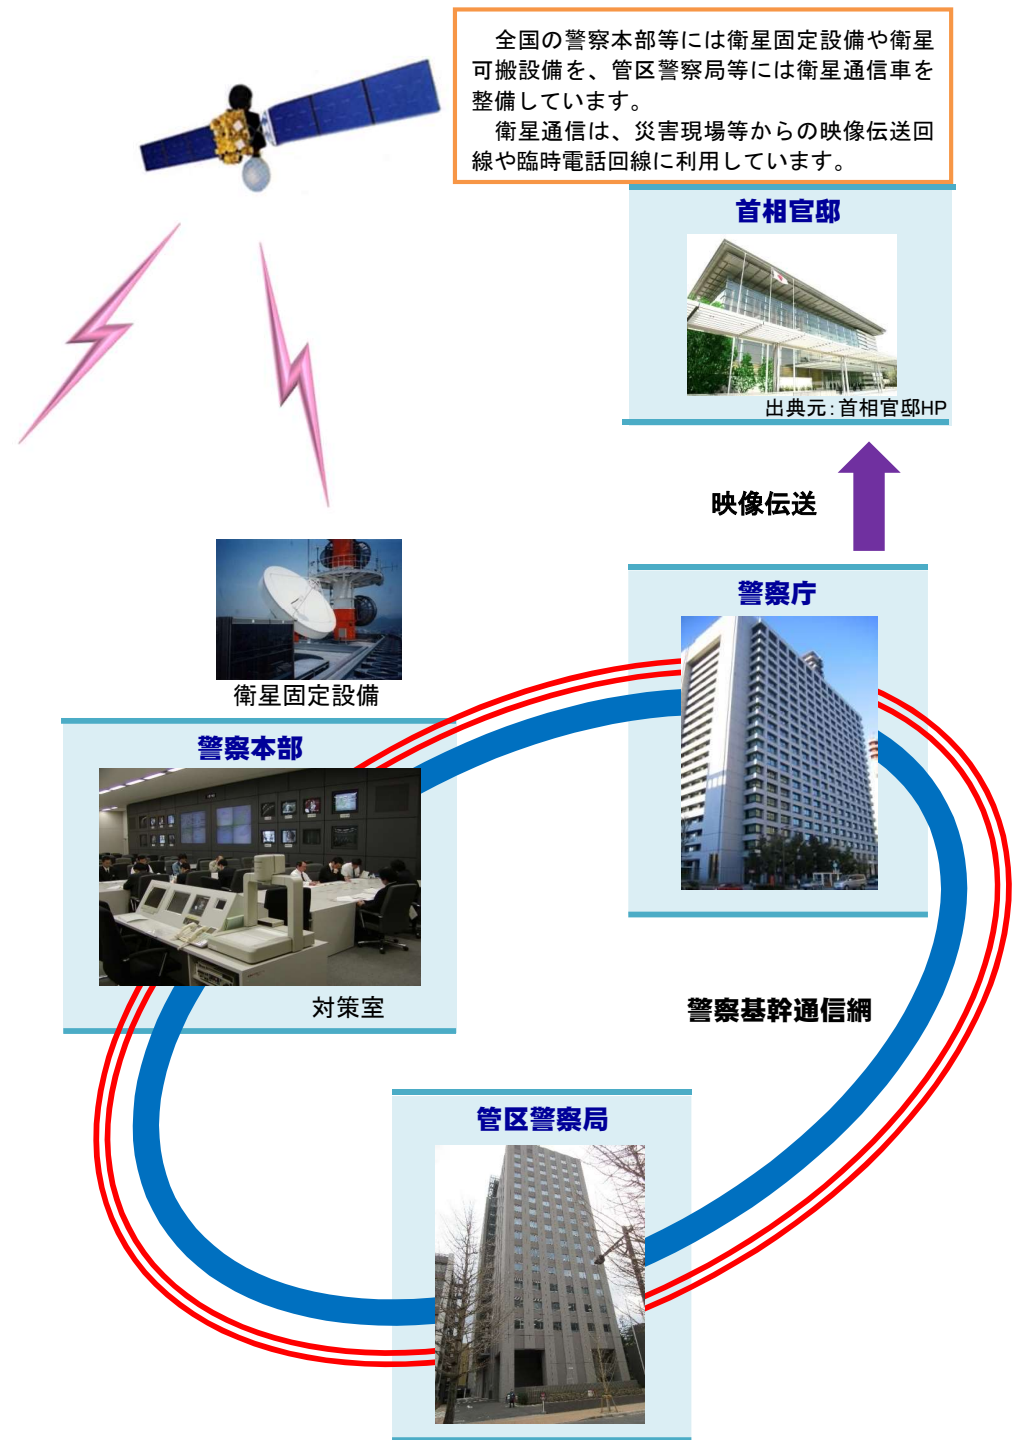 全国の警察本部等には衛星固定設備や衛星
可搬設備を、管区警察局等には衛星通信車を
整備しています。
衛星通信は、災害現場等からの映像伝送回
線や臨時電話回線に利用しています。
首相官邸
出典元：首相官邸HP
映像伝送
警察庁
衛星固定設備
警察本部
対策室
警察基幹通信網
管区警察局